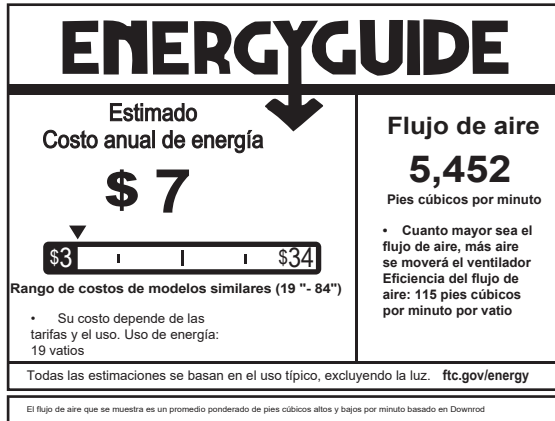 ENERGYGUIDE
Estimado
Costo anual de energía
$ 7
$3
$34
Rango de costos de modelos similares (19 "- 84")
• Su costo depende de las
tarifas y el uso. Uso de energía:
19 vatios
Flujo de aire
5,452
Pies cúbicos por minuto
• Cuanto mayor sea el
flujo de aire, más aire
se moverá el ventilador
Eficiencia del flujo de
aire: 115 pies cúbicos
por minuto por vatio
Todas las estimaciones se basan en el uso típico, excluyendo la luz. ftc.gov/energy
El flujo de aire que se muestra es un promedio ponderado de pies cúbicos altos y bajos por minuto basado en Downrod